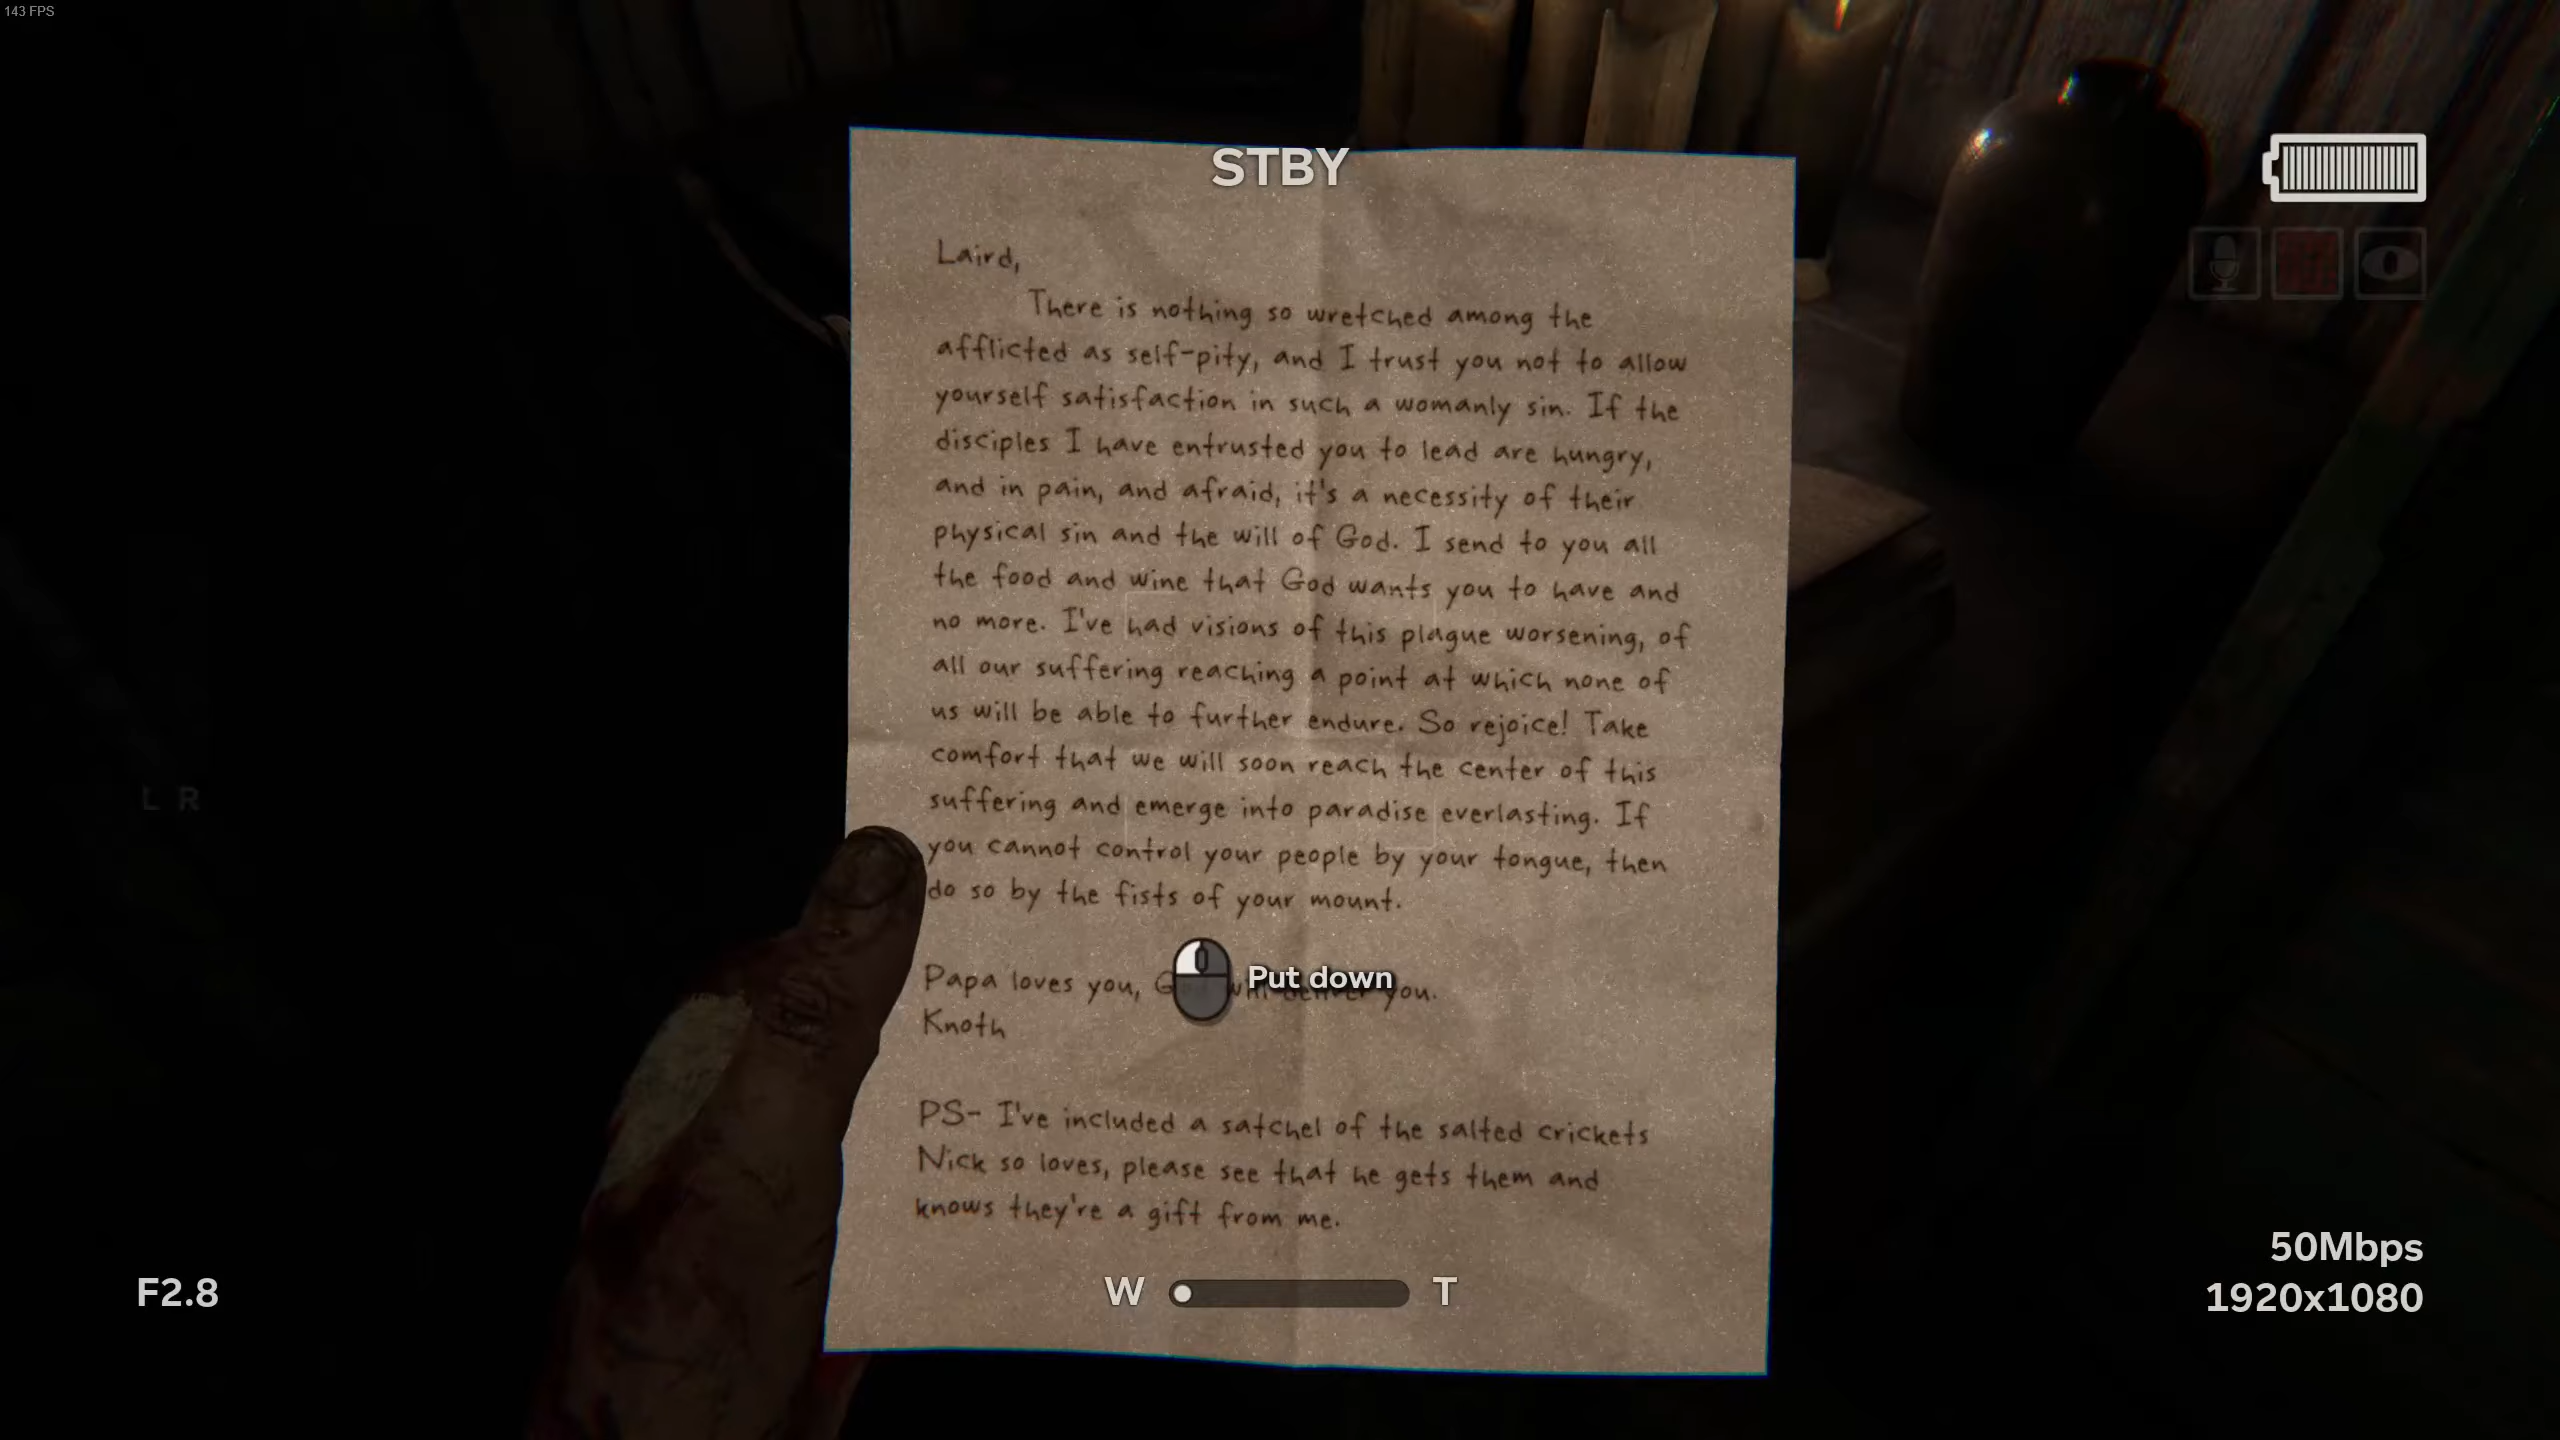 143 FPS
STBY
Laird,
There is nothing so wretched among the
afflicted as self-pity, and I trust you not to allow
yourself satisfaction in such a womanly sin. If the
disciples I have entrusted you to lead are hungry,
and in pain, and afraid, it's a necessity of their
physical sin and the will of God. I send to you all
the food and wine that God wants you to have and
no more. I've had visions of this plague worsening, of
all our suffering reaching a point at which none of
us will be able to further endure. So rejoice! Take
comfort that we will soon reach the center of this
suffering and emerge into paradise everlasting. If
you cannot control your people by your tongue, then
do so by the fists of your mount.
Papa loves you, will deliver you.
Put down
Knoth
PS- I've included a satchel of the salted crickets
Nick so loves, please see that he gets them and
knows they're a gift from me.
L R
F2.8
W T
50Mbps
1920x1080